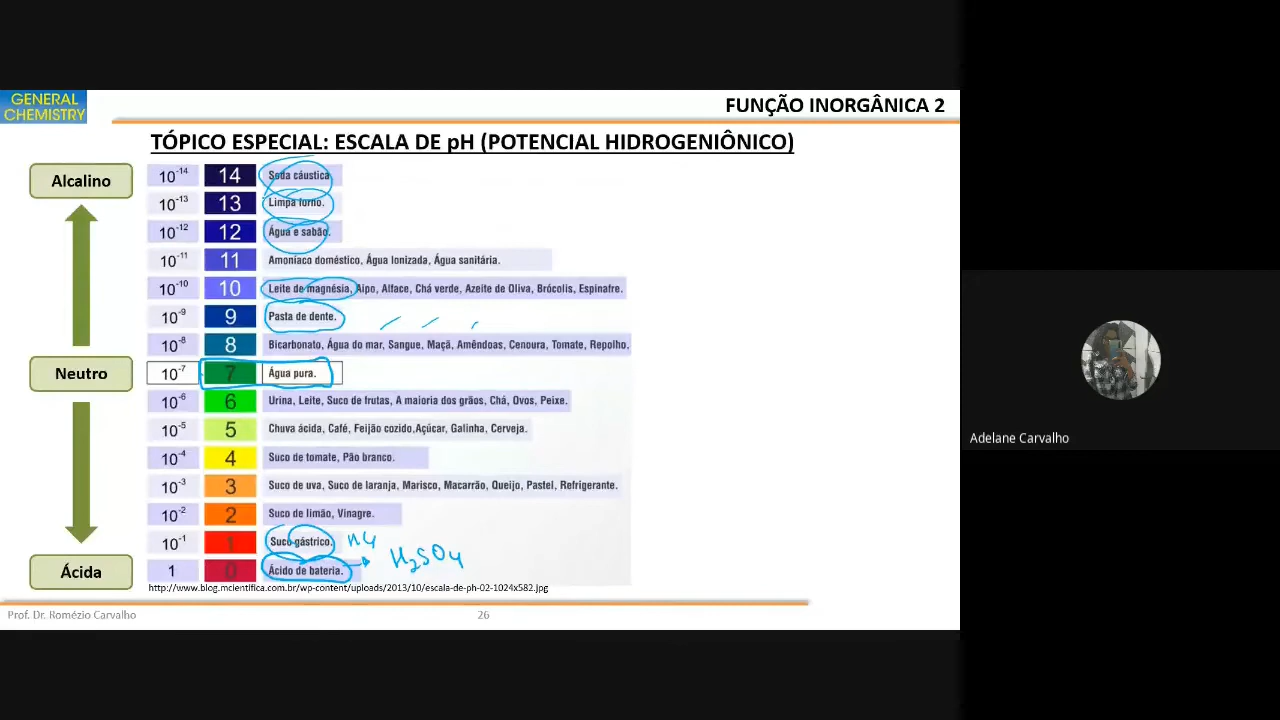 GENERAL
CHEMISTRY
FUNÇÃO INORGÂNICA 2
TÓPICO ESPECIAL: ESCALA DE pH (POTENCIAL HIDROGENIÔNICO)
Alcalino
10⁻¹⁴ 14 Soda cáustica
10⁻¹³ 13 Limpa forno.
10⁻¹² 12 Água e sabão.
10⁻¹¹ 11 Amoníaco doméstico, Água Ionizada, Água sanitária.
10⁻¹⁰ 10 Leite de magnésia, Aipo, Alface, Chá verde, Azeite de Oliva, Brócolis, Espinafre.
10⁻⁹ 9 Pasta de dente.
10⁻⁸ 8 Bicarbonato, Água do mar, Sangue, Maçã, Amêndoas, Cenoura, Tomate, Repolho.
Neutro
10⁻⁷ 7 Água pura.
10⁻⁶ 6 Urina, Leite, Suco de frutas, A maioria dos grãos, Chá, Ovos, Peixe.
10⁻⁵ 5 Chuva ácida, Café, Feijão cozido,Açúcar, Galinha, Cerveja.
10⁻⁴ 4 Suco de tomate, Pão branco.
10⁻³ 3 Suco de uva, Suco de laranja, Marisco, Macarrão, Queijo, Pastel, Refrigerante.
10⁻² 2 Suco de limão, Vinagre.
10⁻¹ 1 Suco gástrico.
Ácida
1 0 Ácido de bateria. H₂SO₄
http://www.blog.mcientifica.com.br/wp-content/uploads/2013/10/escala-de-ph-02-1024x582.jpg
Prof. Dr. Romézio Carvalho 26
Adelane Carvalho